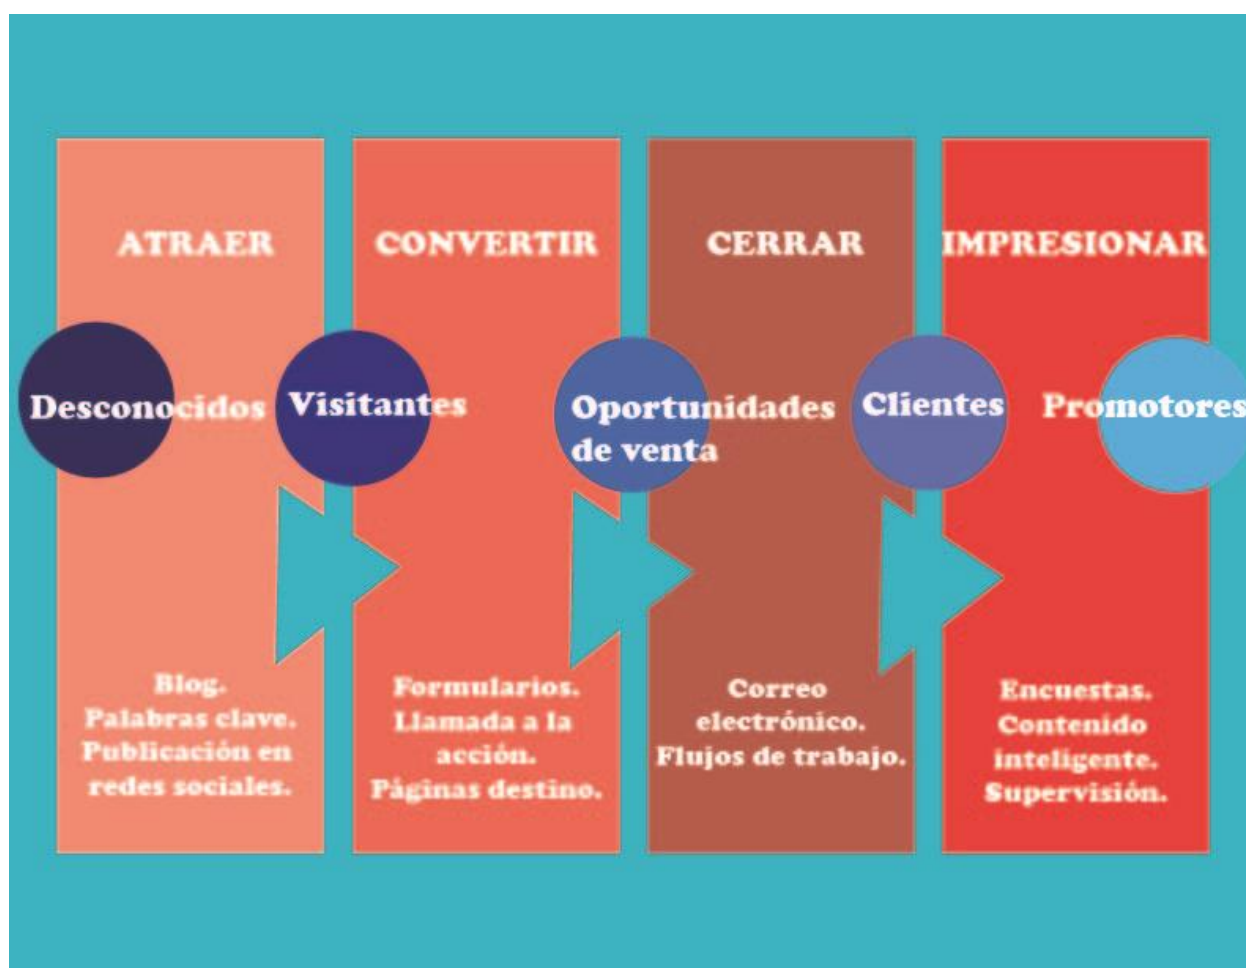 ATRAER
CONVERTIR
CERRAR
IMPRESIONAR
Desconocidos
Visitantes
Oportunidades
de venta
Clientes
Promotores
Blog.
Palabras clave.
Publicación en
redes sociales.
Formularios.
Llamada a la
acción.
Páginas destino.
Correo
electrónico.
Flujos de trabajo.
Encuestas.
Contenido
inteligente.
Supervisión.